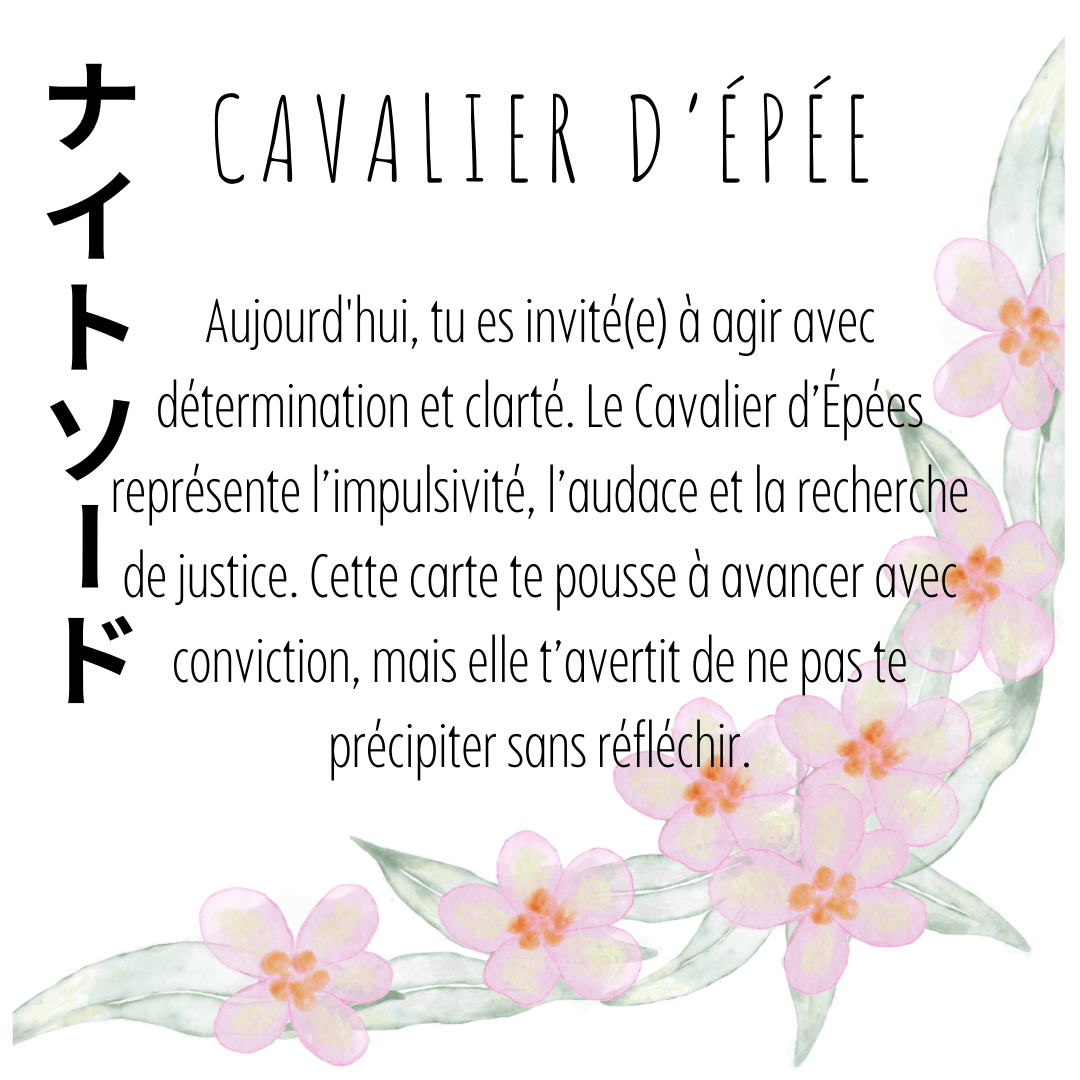 ナイトソード
CAVALIER D’ÉPÉE
Aujourd'hui, tu es invité(e) à agir avec
détermination et clarté. Le Cavalier d’Épées
représente l’impulsivité, l’audace et la recherche
de justice. Cette carte te pousse à avancer avec
conviction, mais elle t’avertit de ne pas te
précipiter sans réfléchir.